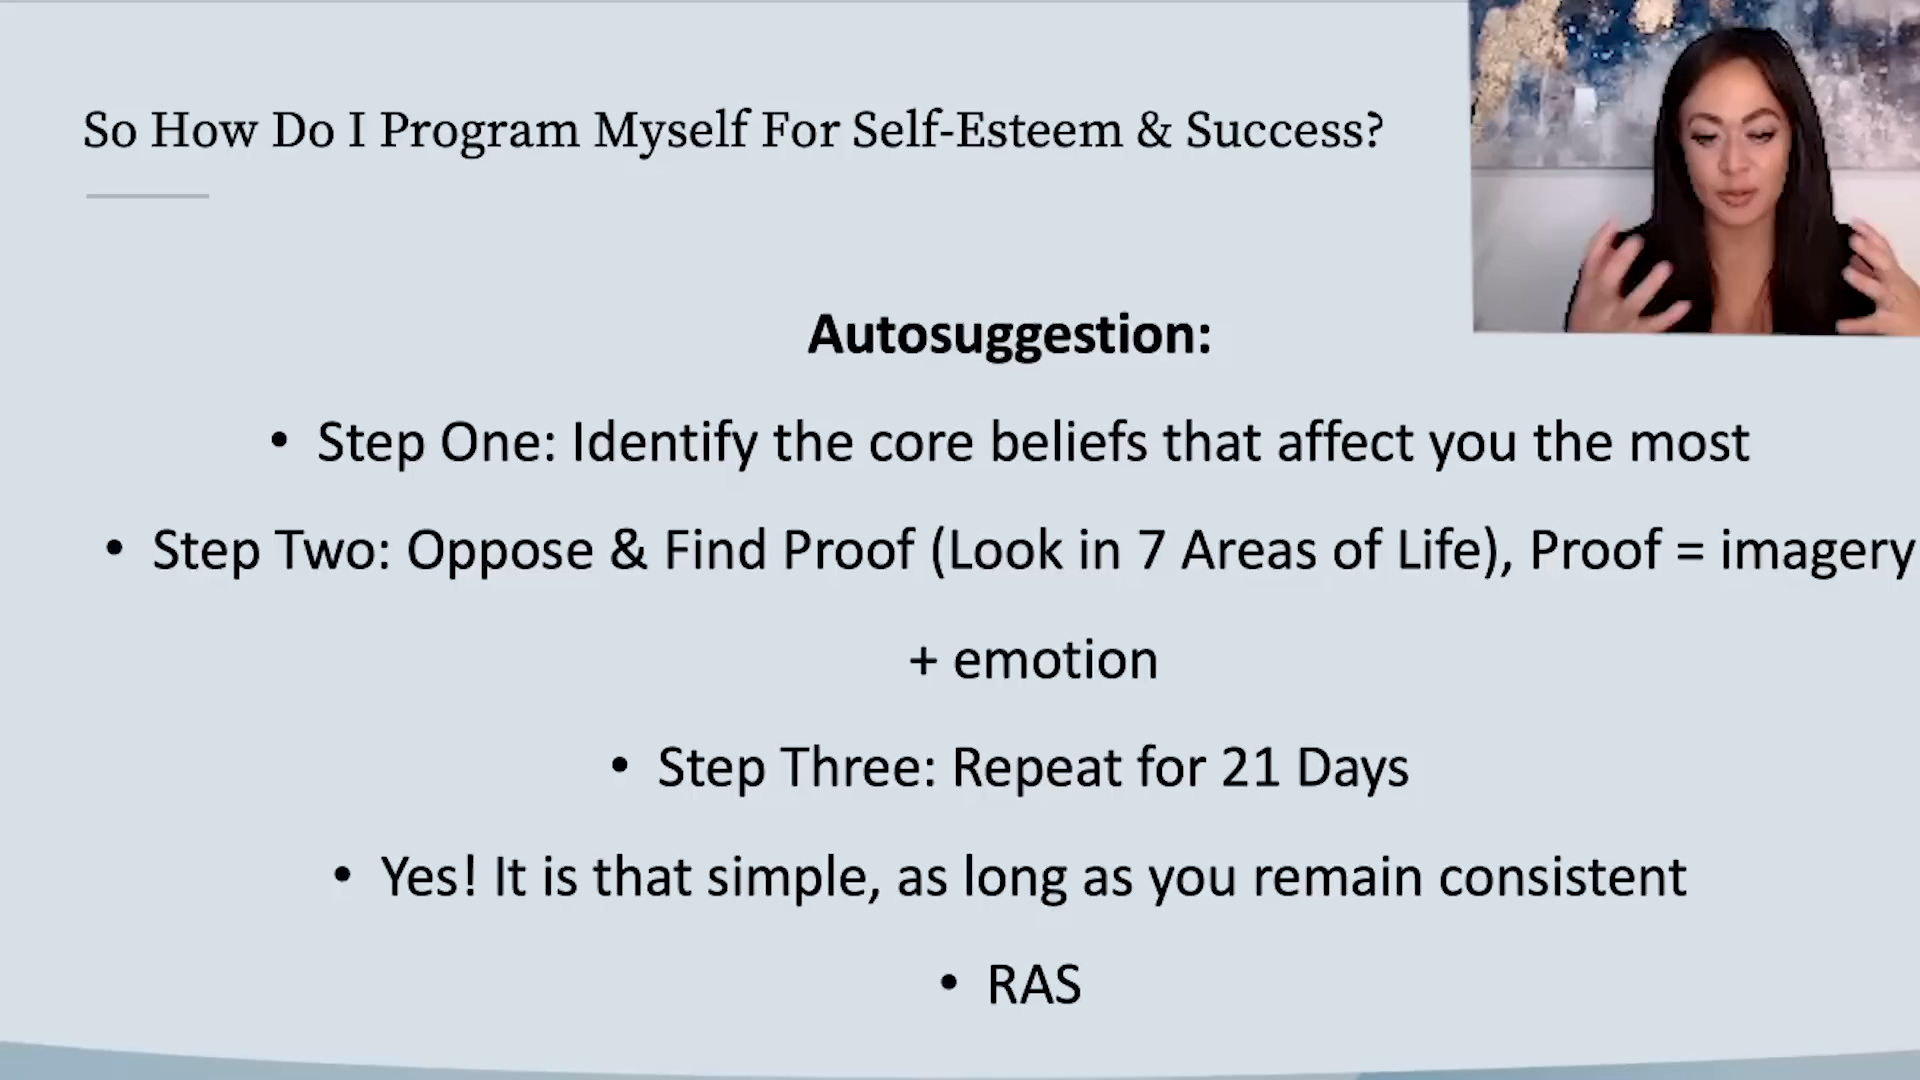 So How Do I Program Myself For Self-Esteem & Success?
Autosuggestion:
• Step One: Identify the core beliefs that affect you the most
• Step Two: Oppose & Find Proof (Look in 7 Areas of Life), Proof = imagery
+ emotion
• Step Three: Repeat for 21 Days
• Yes! It is that simple, as long as you remain consistent
• RAS